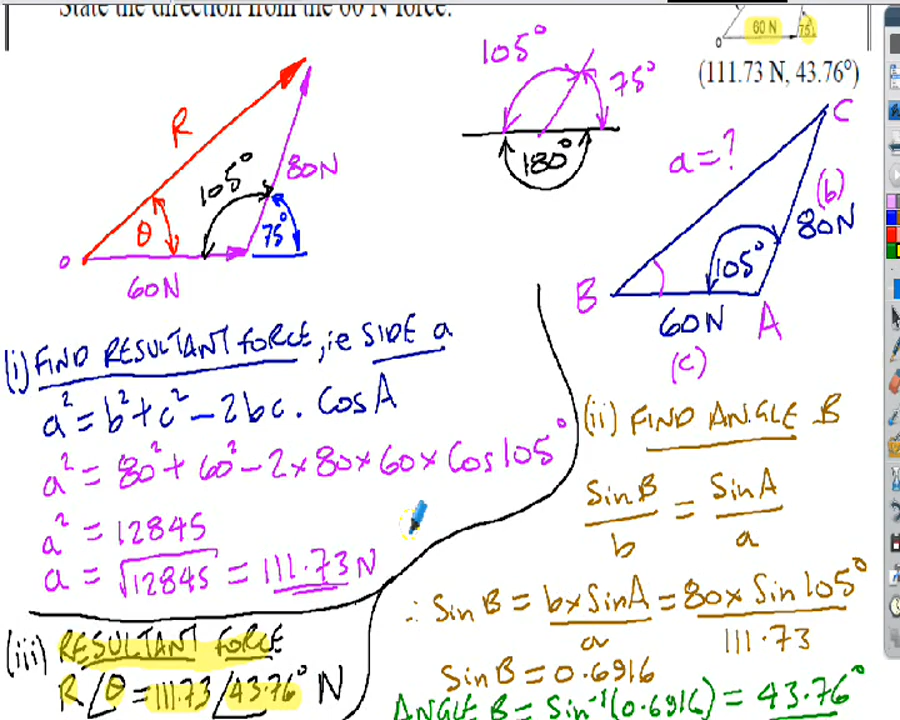 State the direction from the 60 N force.
60 N
75
0
(111.73 N, 43.76°)
R
105°
80N
θ
75°
0
60N
105°
75°
180°
a=?
C
(b)
80N
105°
B
60N
A
(c)
(i) FIND RESULTANT FORCE, ie SIDE a
a² = b² + c² - 2bc . Cos A
a² = 80² + 60² - 2 × 80 × 60 × Cos 105°
a² = 12845
a = √12845 = 111.73 N
(ii) FIND ANGLE B
Sin B / b = Sin A / a
∴ Sin B = b × Sin A / a = 80 × Sin 105° / 111.73
Sin B = 0.6916
ANGLE B = Sin⁻¹(0.6916) = 43.76°
(iii) RESULTANT FORCE
R∠θ = 111.73 ∠43.76° N